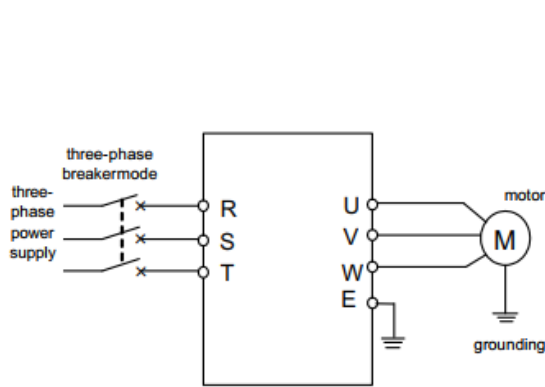 three-phase
breakermode
three-
phase
power
supply
R
S
T
U
V
W
E
motor
M
grounding